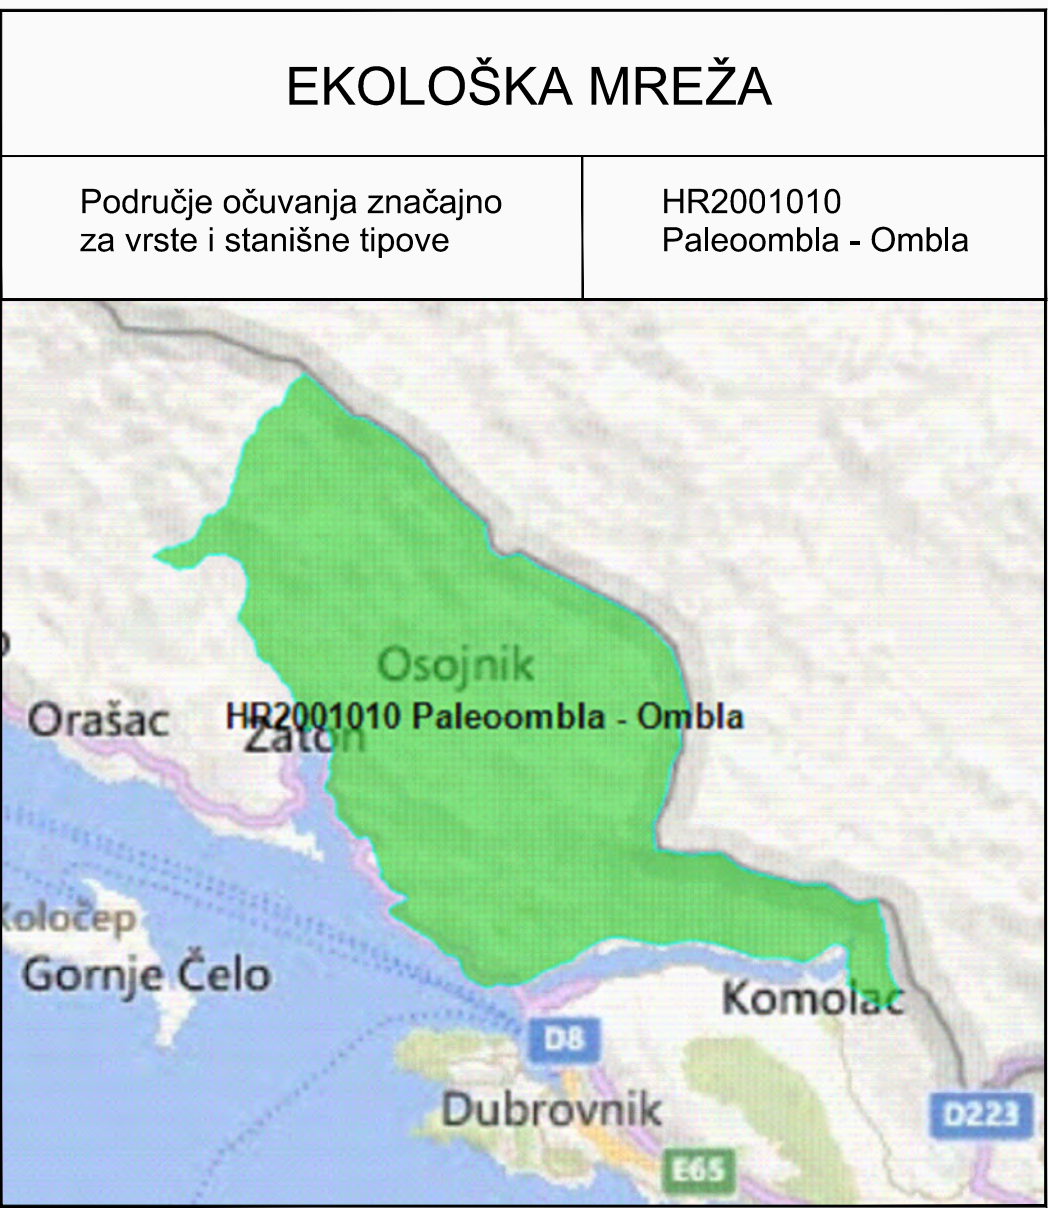 EKOLOŠKA MREŽA
Područje očuvanja značajno
za vrste i stanišne tipove
HR2001010
Paleoombla - Ombla
Osojnik
HR2001010 Paleoombla - Ombla
Orašac
Zaton
Koločep
Gornje Čelo
Komolac
D8
Dubrovnik
D223
E65